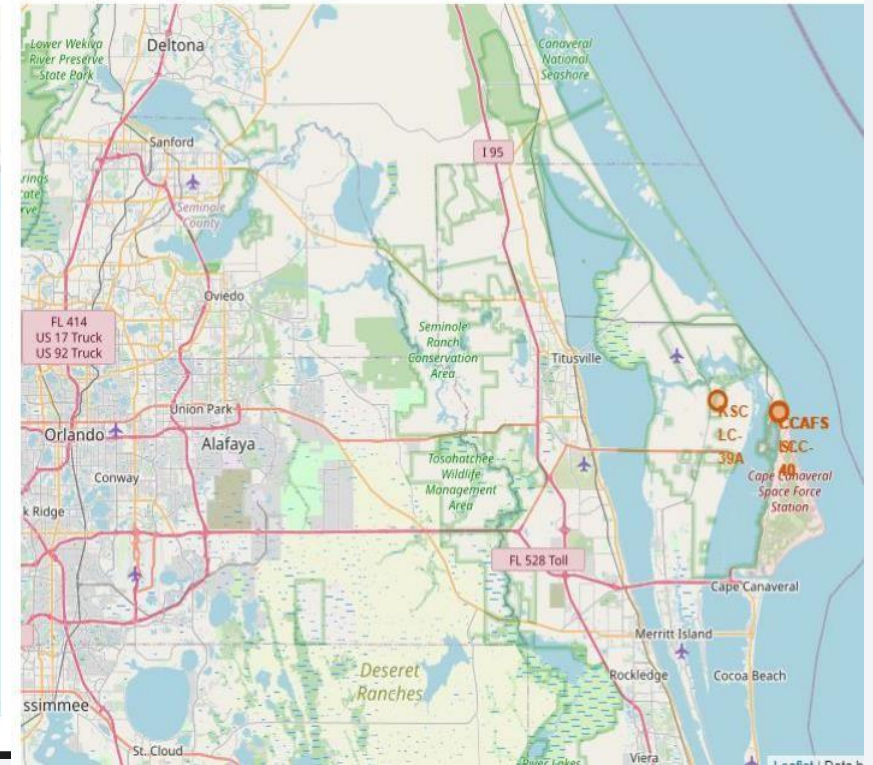 Lower Wekiva
River Preserve
State Park
Deltona
Canaveral
National
Seashore
Sanford
I 95
Seminole
County
Oviedo
FL 414
US 17 Truck
US 92 Truck
Seminole
Ranch
Conservation
Area
Titusville
Union Park
Orlando
Alafaya
KSC
LC-
39A
CCAFS
40
Conway
Tosohatchee
Wildlife
Management
Area
Cape Canaveral
Space Force
Station
k Ridge
FL 528 Toll
Cape Canaveral
Merritt Island
Deseret
Ranches
Rockledge
Cocoa Beach
ssimmee
St. Cloud
Viera